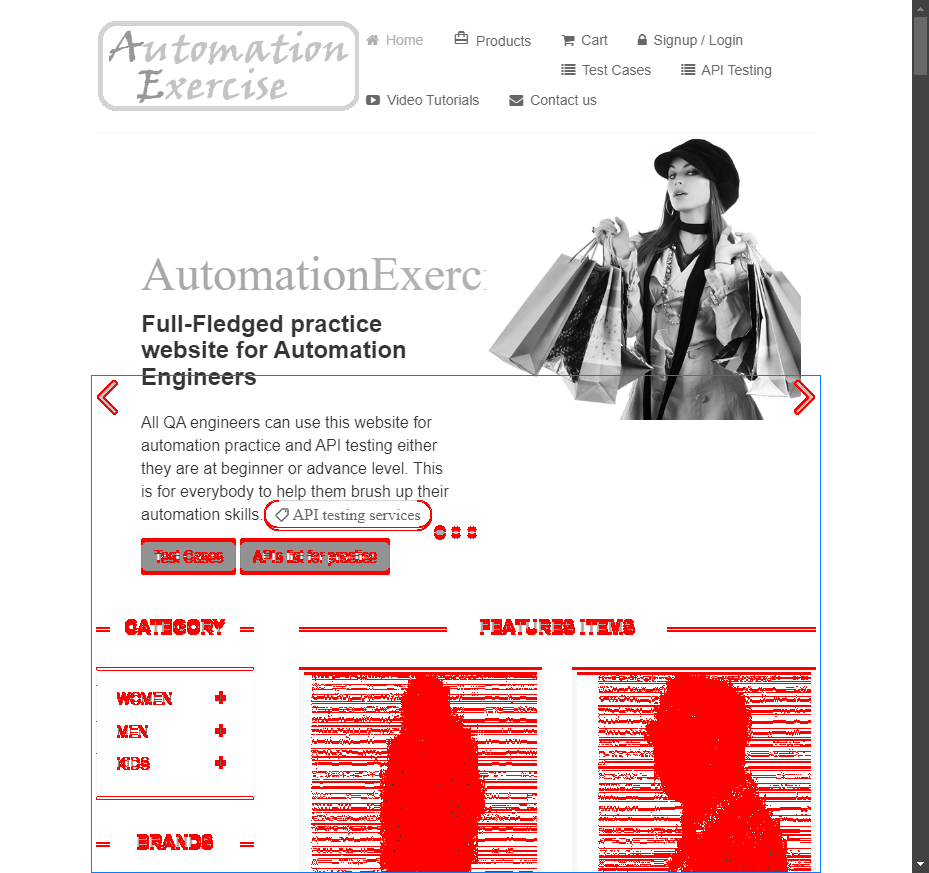 Automation
Exercise
Home
Products
Cart
Signup / Login
Test Cases
API Testing
Video Tutorials
Contact us
AutomationExerc
Full-Fledged practice
website for Automation
Engineers
All QA engineers can use this website for
automation practice and API testing either
they are at beginner or advance level. This
is for everybody to help them brush up their
automation skills. API testing services
Test Cases
APIs list for practice
CATEGORY
FEATURES ITEMS
WOMEN
MEN
KIDS
BRANDS